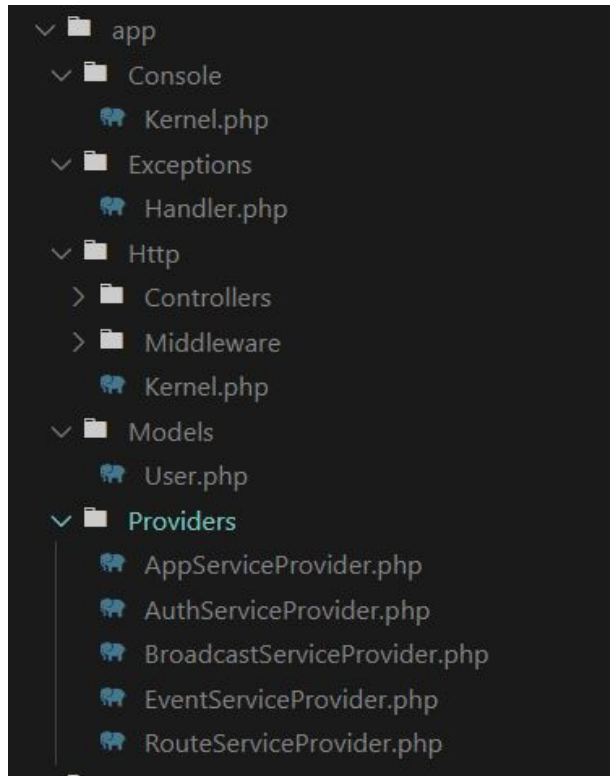 app
Console
Kernel.php
Exceptions
Handler.php
Http
Controllers
Middleware
Kernel.php
Models
User.php
Providers
AppServiceProvider.php
AuthServiceProvider.php
BroadcastServiceProvider.php
EventServiceProvider.php
RouteServiceProvider.php